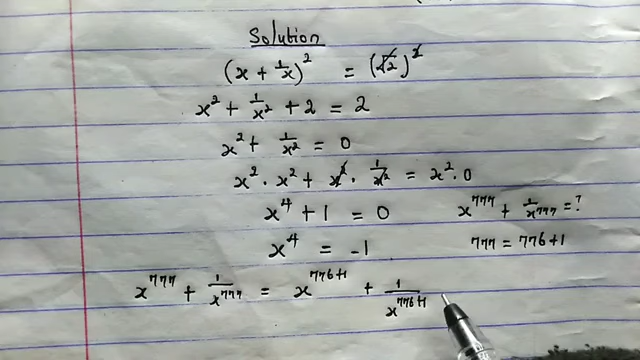 Solution
(x + 1/x)² = (√2)²
x² + 1/x² + 2 = 2
x² + 1/x² = 0
x² · x² + x² · 1/x² = x² · 0
x⁴ + 1 = 0 x⁷⁷⁷ + 1/x⁷⁷⁷ = ?
x⁴ = -1 777 = 776+1
x⁷⁷⁷ + 1/x⁷⁷⁷ = x⁷⁷⁶⁺¹ + 1/x⁷⁷⁶⁺¹